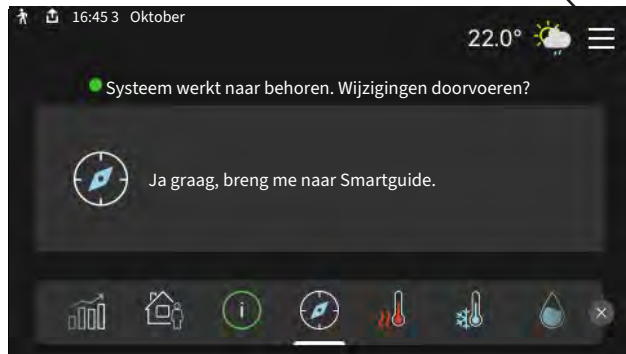 16:45 3 Oktober
22.0°
Systeem werkt naar behoren. Wijzigingen doorvoeren?
Ja graag, breng me naar Smartguide.
i